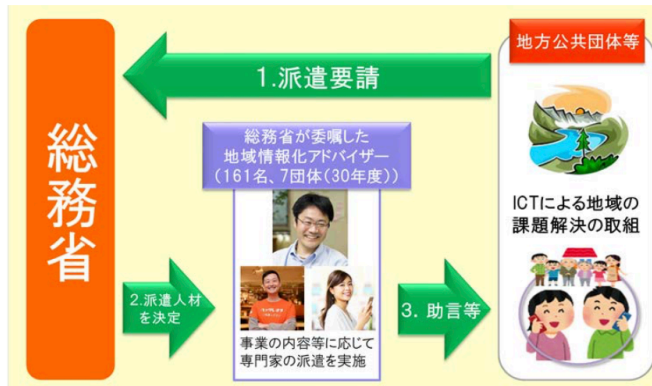 地方公共団体等
1.派遣要請
総務省
総務省が委嘱した
地域情報化アドバイザー
(161名、7団体(30年度))
ICTによる地域の
課題解決の取組
2.派遣人材
を決定
3. 助言等
事業の内容等に応じて
専門家の派遣を実施